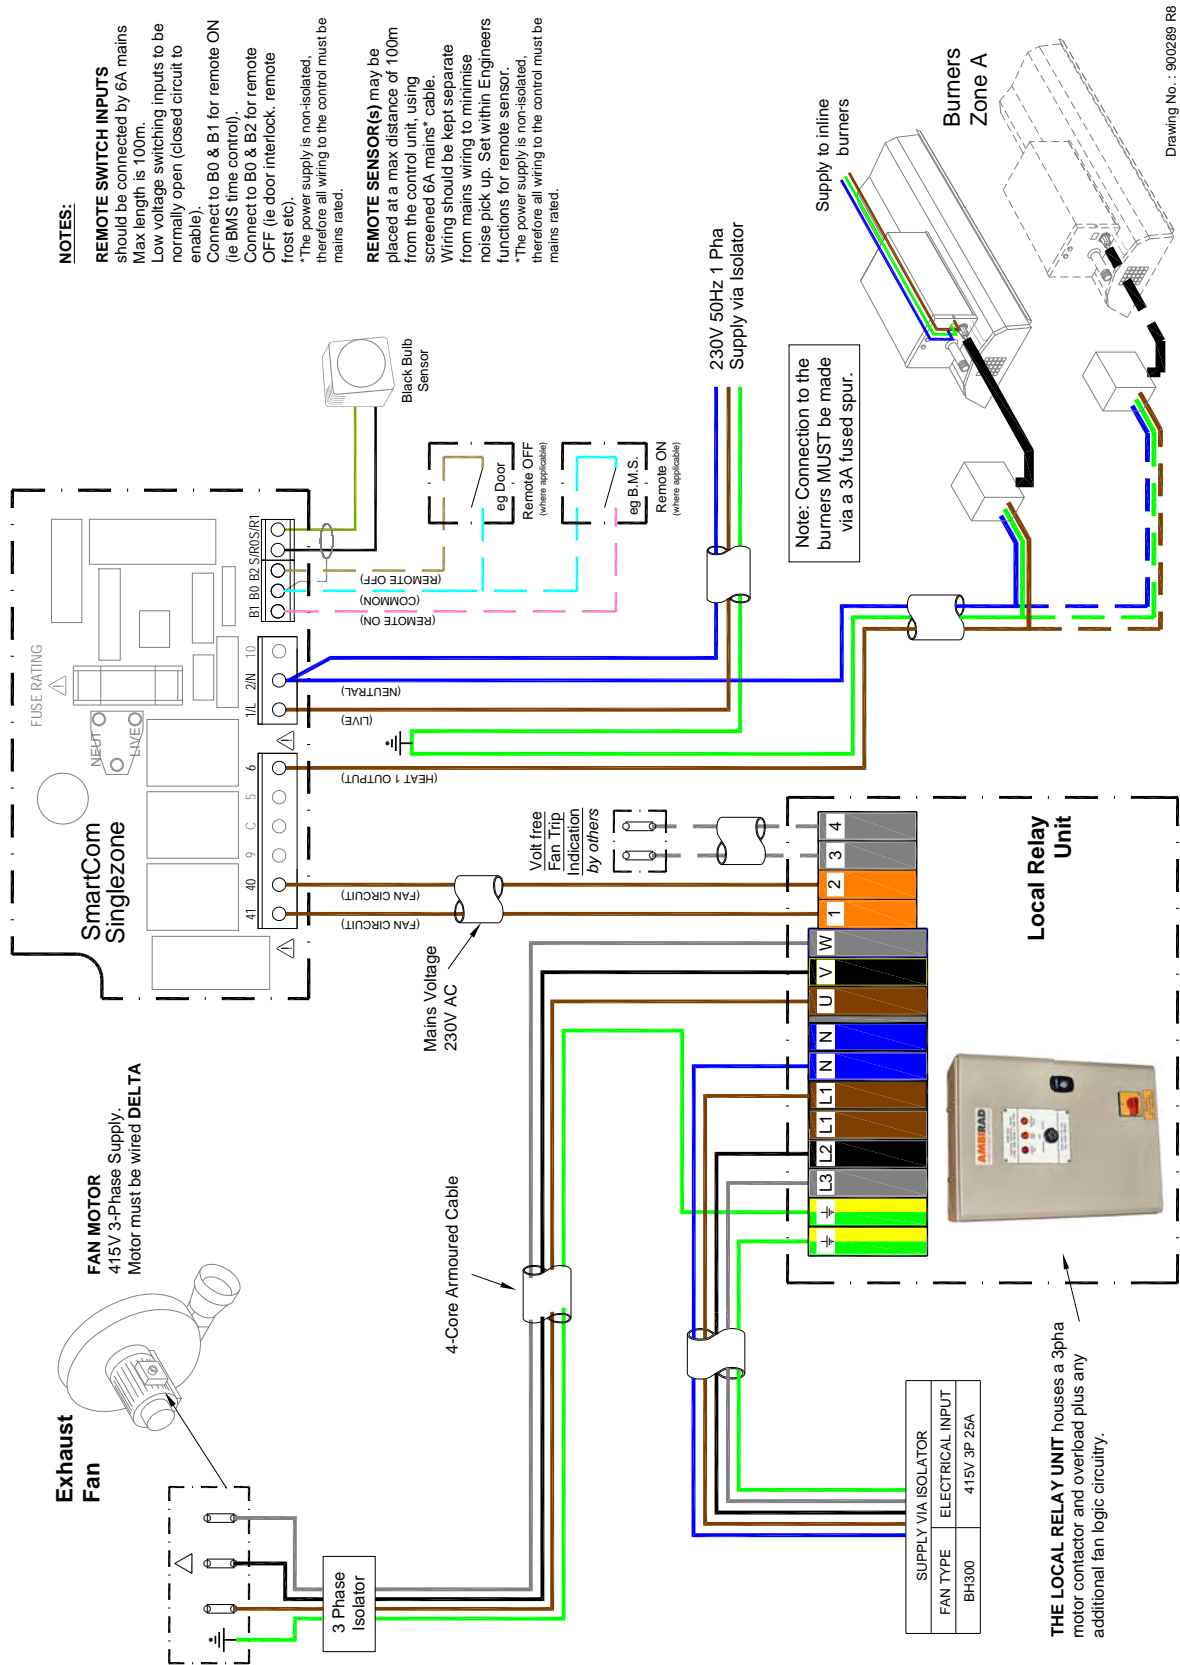 NOTES:
REMOTE SWITCH INPUTS
should be connected by 6A mains
Max length is 100m.
Low voltage switching inputs to be
normally open (closed circuit to
enable).
Connect to B0 & B1 for remote ON
(ie BMS time control).
Connect to B0 & B2 for remote
OFF (ie door interlock. remote
frost etc).
*The power supply is non-isolated,
therefore all wiring to the control must be
mains rated.
REMOTE SENSOR(s) may be
placed at a max distance of 100m
from the control unit, using
screened 6A mains* cable.
Wiring should be kept separate
from mains wiring to minimise
noise pick up. Set within Engineers
functions for remote sensor.
*The power supply is non-isolated,
therefore all wiring to the control must be
mains rated.
Exhaust
Fan
FAN MOTOR
415V 3-Phase Supply.
Motor must be wired DELTA
3 Phase
Isolator
4-Core Armoured Cable
SmartCom
Singlezone
FUSE RATING
NEUT
LIVE
41
40
9
C
5
6
1/L
2/N
10
B1
B0
B2
S/R0
S/R1
(FAN CIRCUIT)
(FAN CIRCUIT)
(HEAT 1 OUTPUT)
(LIVE)
(NEUTRAL)
(REMOTE ON)
(COMMON)
(REMOTE OFF)
Black Bulb
Sensor
eg Door
Remote OFF
(where applicable)
eg B.M.S.
Remote ON
(where applicable)
Mains Voltage
230V AC
Volt free
Fan Trip
Indication
by others
230V 50Hz 1 Pha
Supply via Isolator
Note: Connection to the
burners MUST be made
via a 3A fused spur.
Supply to inline
burners
Burners
Zone A
L3
L2
L1
L1
N
N
U
V
W
1
2
3
4
Local Relay
Unit
AMBIRAD
SUPPLY VIA ISOLATOR
FAN TYPE
ELECTRICAL INPUT
BH300
415V 3P 25A
THE LOCAL RELAY UNIT houses a 3pha
motor contactor and overload plus any
additional fan logic circuitry.
Drawing No. : 900289 R8